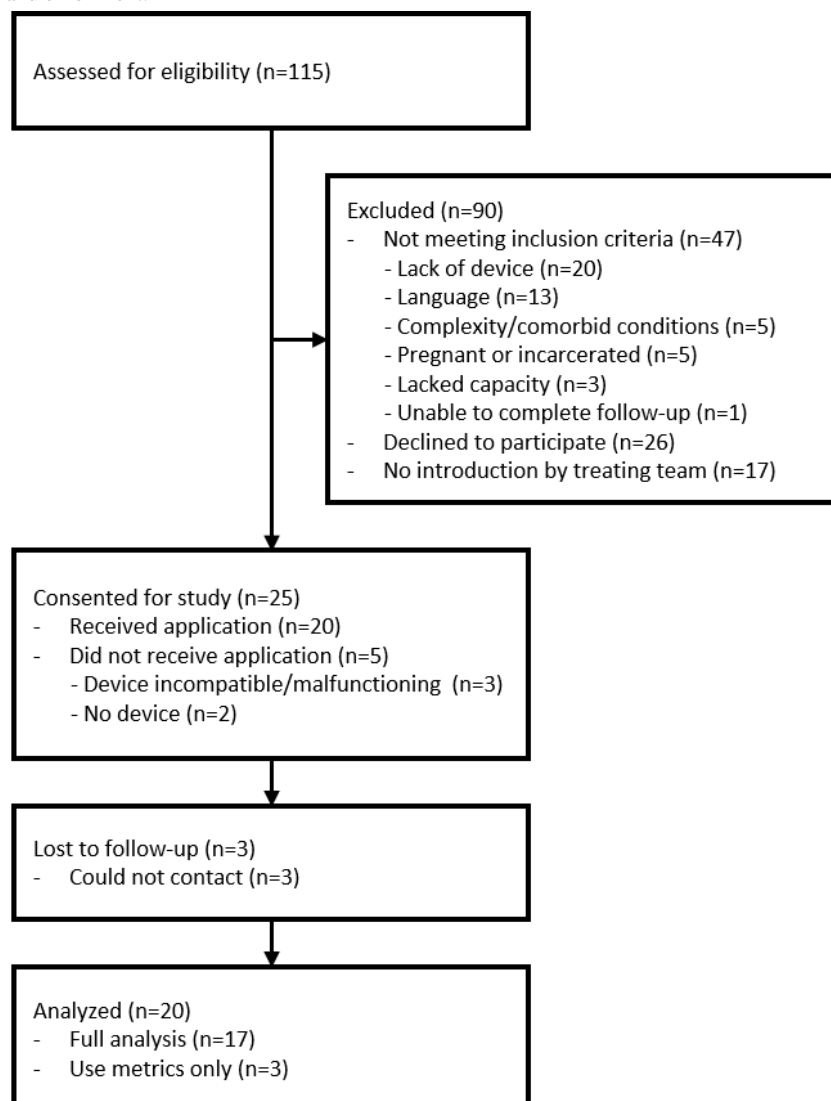 Assessed for eligibility (n=115)
Excluded (n=90)
- Not meeting inclusion criteria (n=47)
- Lack of device (n=20)
- Language (n=13)
- Complexity/comorbid conditions (n=5)
- Pregnant or incarcerated (n=5)
- Lacked capacity (n=3)
- Unable to complete follow-up (n=1)
- Declined to participate (n=26)
- No introduction by treating team (n=17)
Consented for study (n=25)
- Received application (n=20)
- Did not receive application (n=5)
- Device incompatible/malfunctioning (n=3)
- No device (n=2)
Lost to follow-up (n=3)
- Could not contact (n=3)
Analyzed (n=20)
- Full analysis (n=17)
- Use metrics only (n=3)